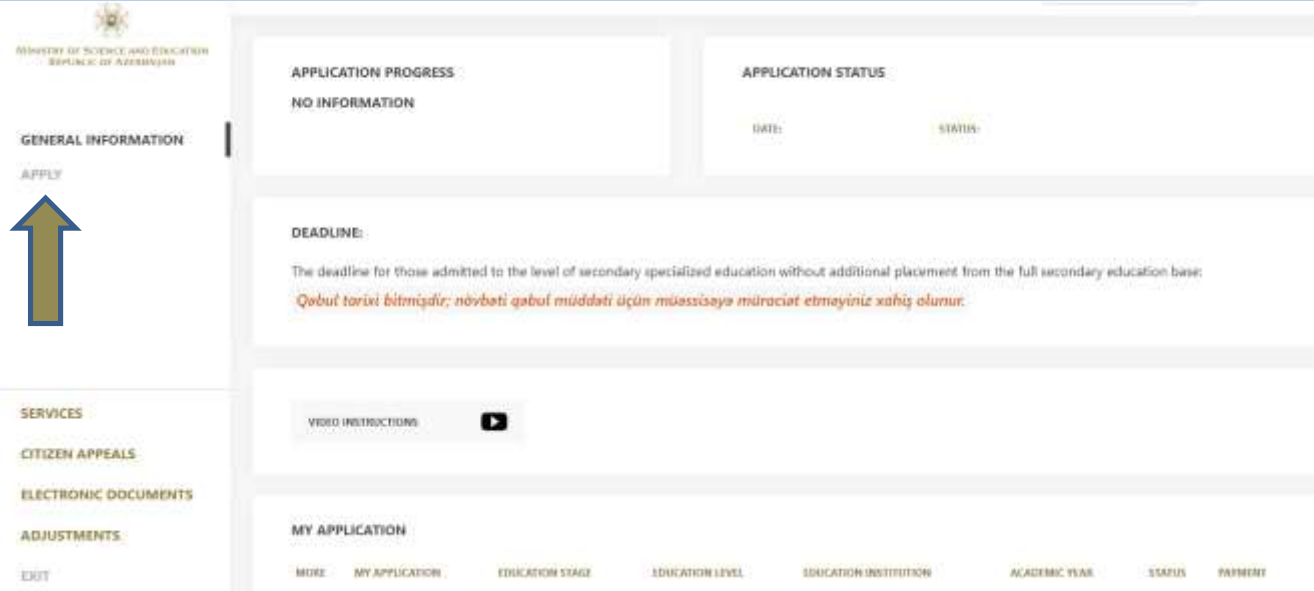 MINISTRY OF SCIENCE AND EDUCATION
REPUBLIC OF AZERBAIJAN
GENERAL INFORMATION
APPLY
SERVICES
CITIZEN APPEALS
ELECTRONIC DOCUMENTS
ADJUSTMENTS
EXIT
APPLICATION PROGRESS
NO INFORMATION
APPLICATION STATUS
DATE: STATUS:
DEADLINE:
The deadline for those admitted to the level of secondary specialized education without additional placement from the full secondary education base:
Qəbul tarixi bitmişdir; növbəti qəbul müddəti üçün müəssisəyə müraciət etməyiniz xahiş olunur.
VIDEO INSTRUCTIONS
MY APPLICATION
MORE MY APPLICATION EDUCATION STAGE EDUCATION LEVEL EDUCATION INSTITUTION ACADEMIC YEAR STATUS PAYMENT